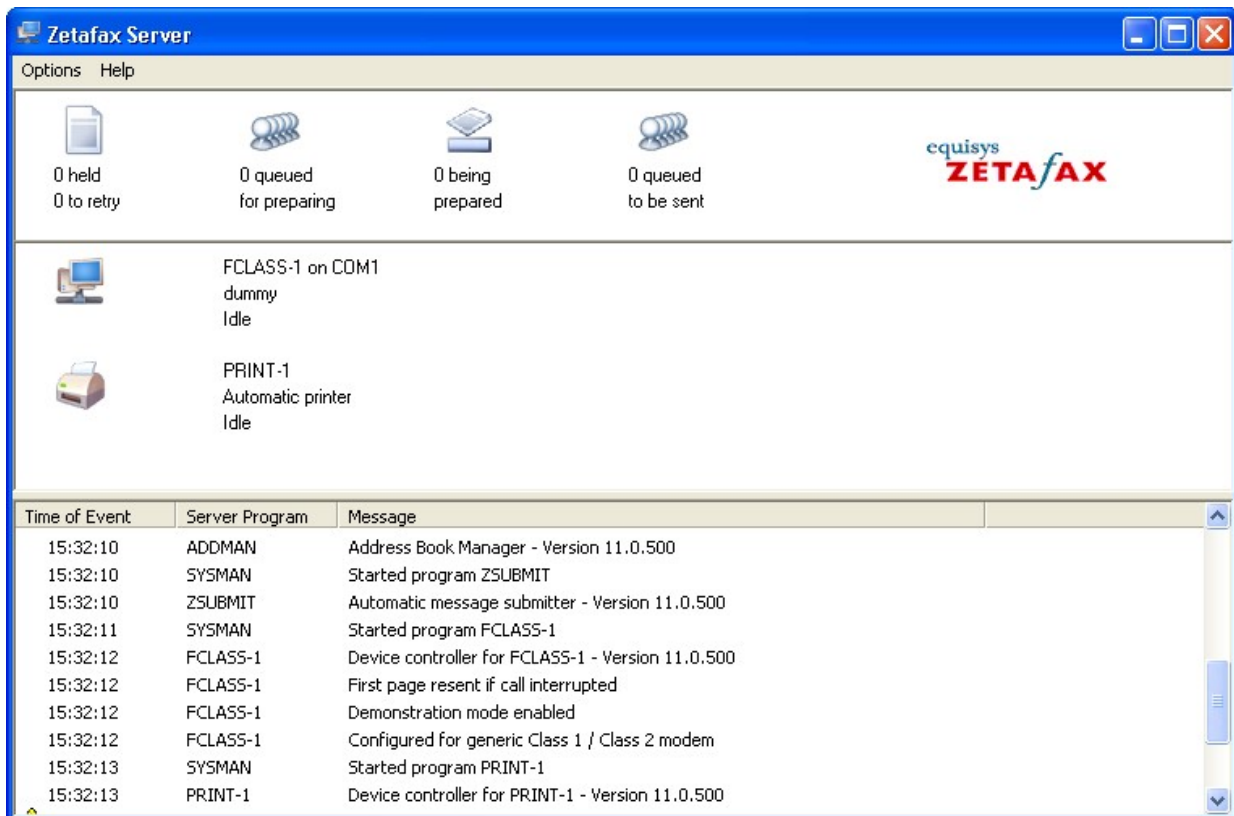 Zetafax Server
Options Help
0 held
0 to retry
0 queued
for preparing
0 being
prepared
0 queued
to be sent
equisys
ZETAfAX
FCLASS-1 on COM1
dummy
Idle
PRINT-1
Automatic printer
Idle
Time of Event Server Program Message
15:32:10 ADDMAN Address Book Manager - Version 11.0.500
15:32:10 SYSMAN Started program ZSUBMIT
15:32:10 ZSUBMIT Automatic message submitter - Version 11.0.500
15:32:11 SYSMAN Started program FCLASS-1
15:32:12 FCLASS-1 Device controller for FCLASS-1 - Version 11.0.500
15:32:12 FCLASS-1 First page resent if call interrupted
15:32:12 FCLASS-1 Demonstration mode enabled
15:32:12 FCLASS-1 Configured for generic Class 1 / Class 2 modem
15:32:13 SYSMAN Started program PRINT-1
15:32:13 PRINT-1 Device controller for PRINT-1 - Version 11.0.500